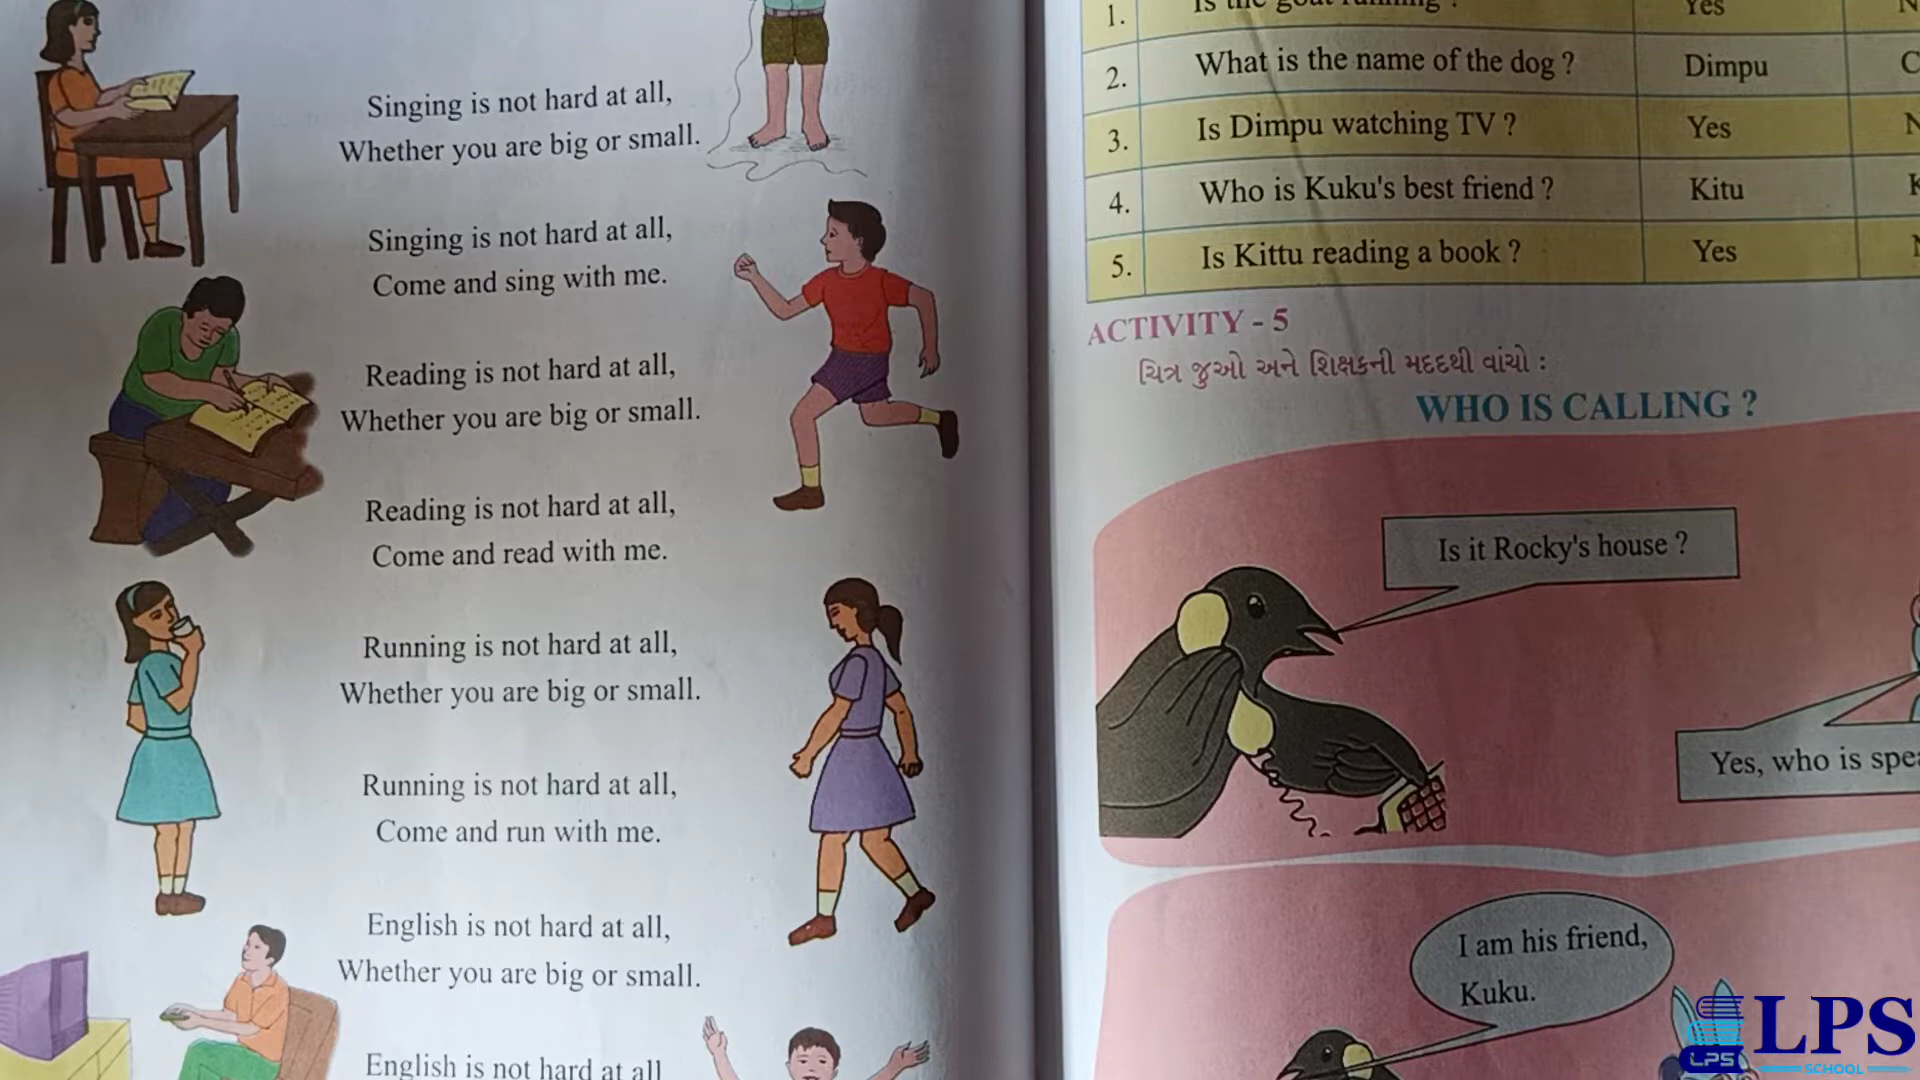 Singing is not hard at all,
Whether you are big or small.
Singing is not hard at all,
Come and sing with me.
Reading is not hard at all,
Whether you are big or small.
Reading is not hard at all,
Come and read with me.
Running is not hard at all,
Whether you are big or small.
Running is not hard at all,
Come and run with me.
English is not hard at all,
Whether you are big or small.
English is not hard at all
1. Is the goat running ? Yes
2. What is the name of the dog ? Dimpu
3. Is Dimpu watching TV ? Yes
4. Who is Kuku's best friend ? Kitu
5. Is Kittu reading a book ? Yes
ACTIVITY - 5
ચિત્ર જુઓ અને શિક્ષકની મદદથી વાંચો :
WHO IS CALLING ?
Is it Rocky's house ?
Yes, who is
I am his friend,
Kuku.
LPS
LPS
SCHOOL